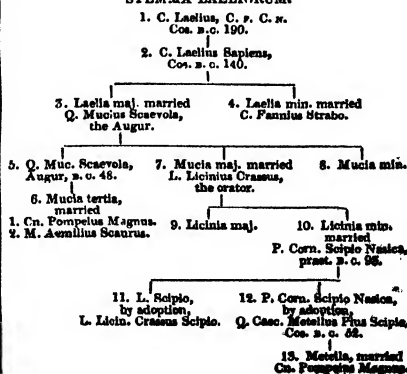 STEMMA LAELIORUM.
1. C. Laelius, C. F. C. N.
Cos. B. C. 190.
2. C. Laelius Sapiens,
Cos. B. C. 140.
3. Laelia maj. married
Q. Mucius Scaevola,
the Augur.
4. Laelia min. married
C. Fannius Strabo.
5. Q. Muc. Scaevola,
Augur, B. C. 48.
7. Mucia maj. married
L. Licinius Crassus,
the orator.
8. Mucia min.
6. Mucia tertia,
married
1. Cn. Pompeius Magnus.
2. M. Aemilius Scaurus.
9. Licinia maj.
10. Licinia min.
married
P. Corn. Scipio Nasica,
praet. B. C.
11. L. Scipio,
by adoption,
L. Licin. Crassus Scipio.
12. P. Corn. Scipio Nasica,
by adoption,
Q. Caec. Metellus Pius Scipio,
Cos. B. C. 52.
13. Metella, married
Cn. Pompeius Magnus.